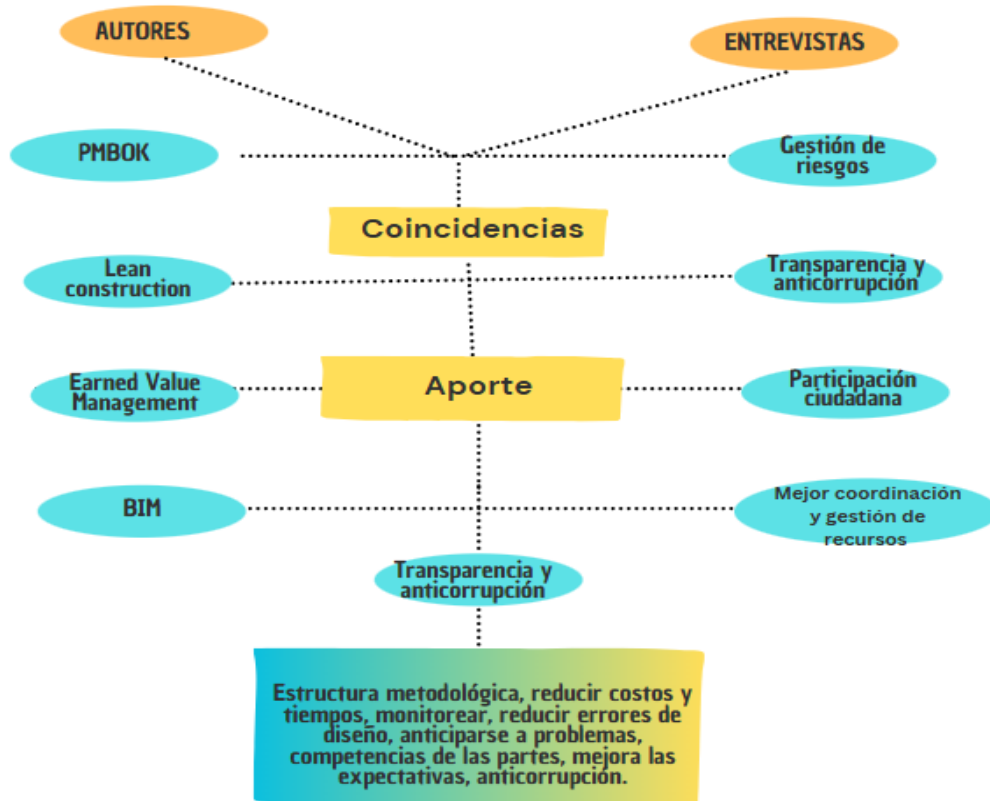 AUTORES
ENTREVISTAS
PMBOK
Gestión de
riesgos
Coincidencias
Lean
construction
Transparencia y
anticorrupción
Earned Value
Management
Aporte
Participación
ciudadana
BIM
Mejor coordinación
y gestión de
recursos
Transparencia y
anticorrupción
Estructura metodológica, reducir costos y
tiempos, monitorear, reducir errores de
diseño, anticiparse a problemas,
competencias de las partes, mejora las
expectativas, anticorrupción.